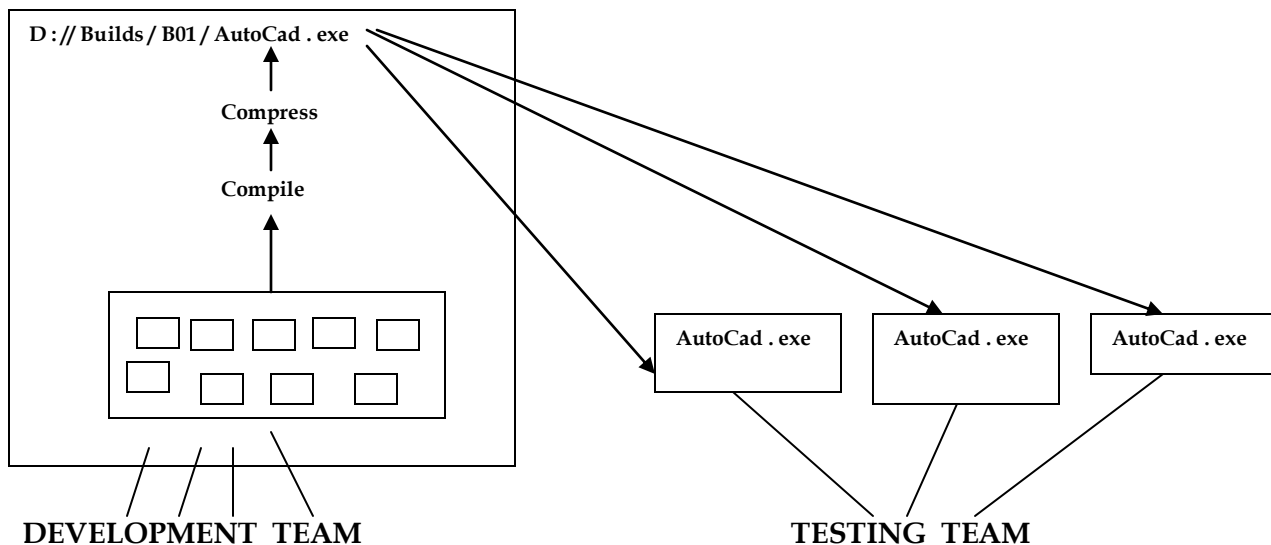 D : // Builds / B01 / AutoCad . exe
Compress
Compile
AutoCad . exe
AutoCad . exe
AutoCad . exe
DEVELOPMENT TEAM
TESTING TEAM